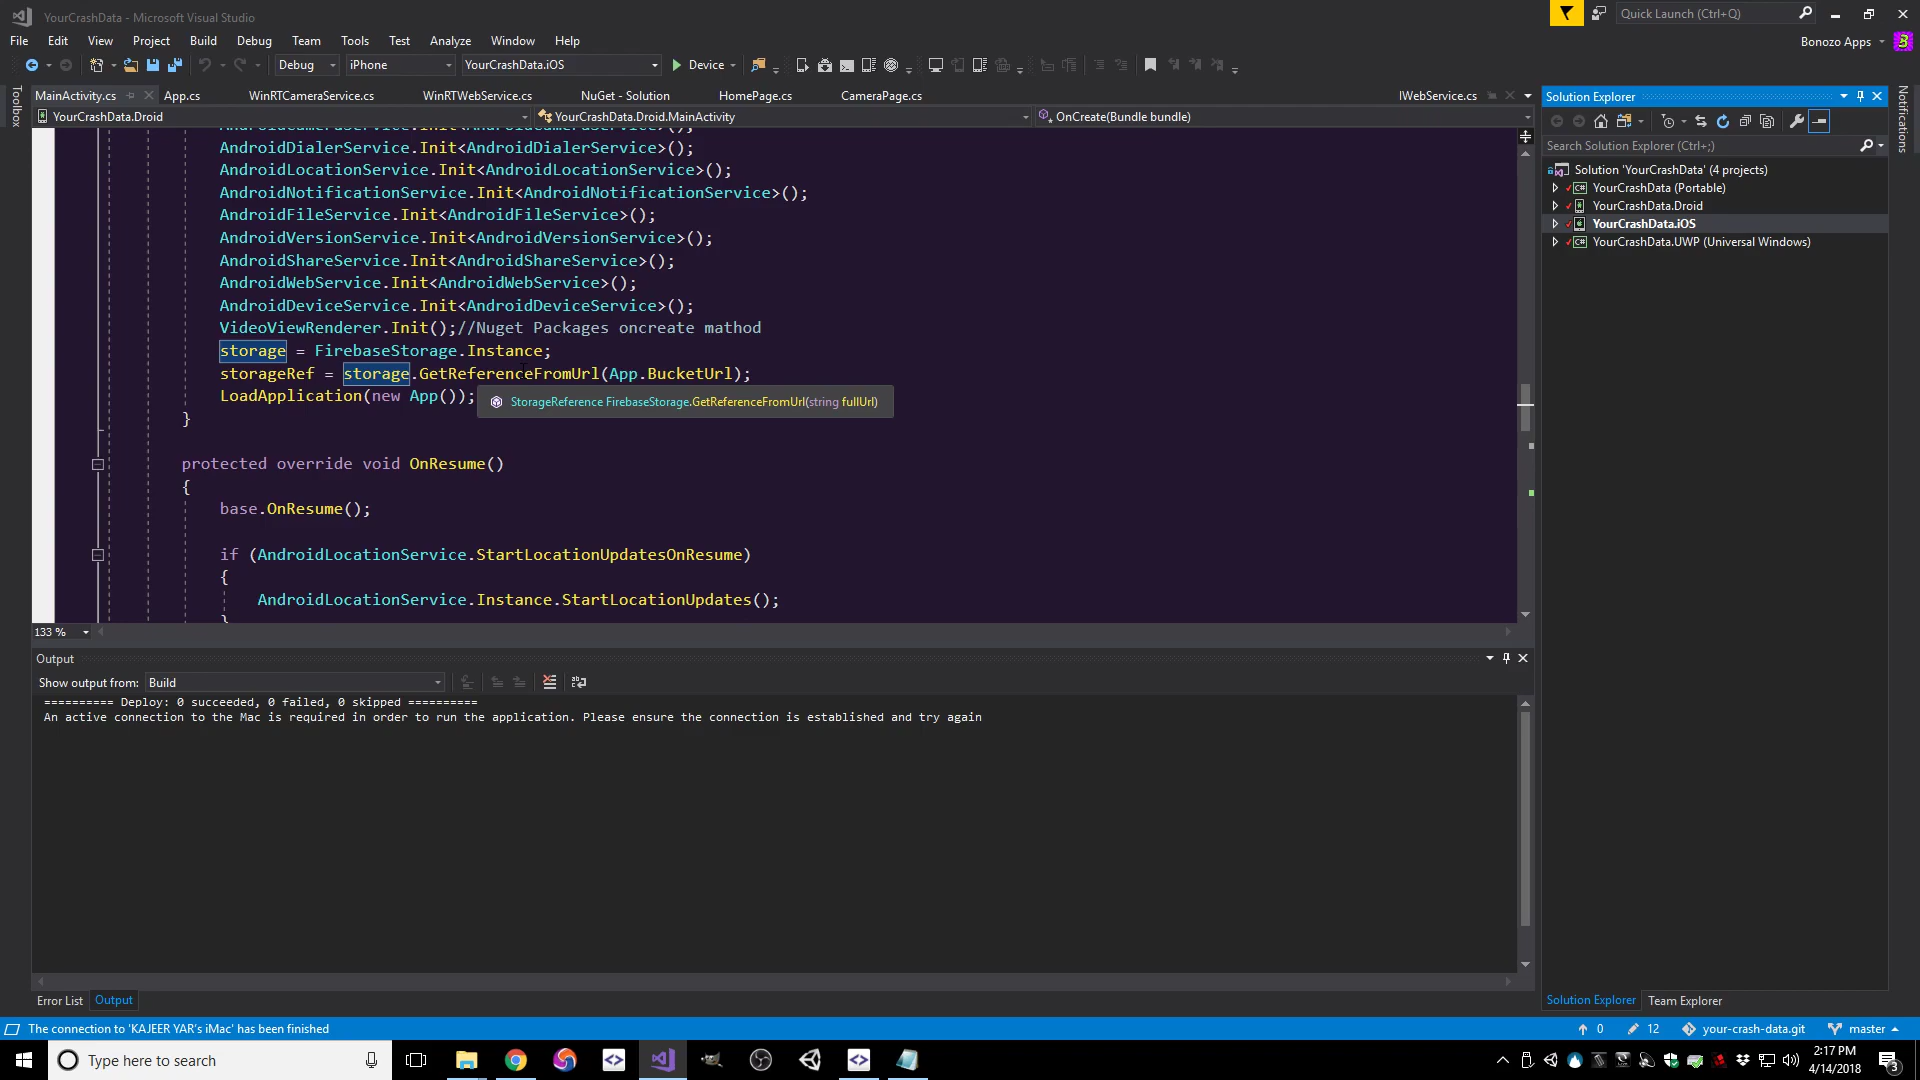 YourCrashData - Microsoft Visual Studio
Quick Launch (Ctrl+Q)
File Edit View Project Build Debug Team Tools Test Analyze Window Help
Bonozo Apps
Debug iPhone YourCrashData.iOS Device
Toolbox
MainActivity.cs App.cs WinRTCameraService.cs WinRTWebService.cs NuGet - Solution HomePage.cs CameraPage.cs IWebService.cs
YourCrashData.Droid YourCrashData.Droid.MainActivity OnCreate(Bundle bundle)
AndroidCameraService.Init<AndroidCameraService>();
AndroidDialerService.Init<AndroidDialerService>();
AndroidLocationService.Init<AndroidLocationService>();
AndroidNotificationService.Init<AndroidNotificationService>();
AndroidFileService.Init<AndroidFileService>();
AndroidVersionService.Init<AndroidVersionService>();
AndroidShareService.Init<AndroidShareService>();
AndroidWebService.Init<AndroidWebService>();
AndroidDeviceService.Init<AndroidDeviceService>();
VideoViewRenderer.Init();//Nuget Packages oncreate mathod
storage = FirebaseStorage.Instance;
storageRef = storage.GetReferenceFromUrl(App.BucketUrl);
LoadApplication(new App());
StorageReference FirebaseStorage.GetReferenceFromUrl(string fullUrl)
}
protected override void OnResume()
{
base.OnResume();
if (AndroidLocationService.StartLocationUpdatesOnResume)
{
AndroidLocationService.Instance.StartLocationUpdates();
}
133 %
Output
Show output from: Build
========== Deploy: 0 succeeded, 0 failed, 0 skipped ==========
An active connection to the Mac is required in order to run the application. Please ensure the connection is established and try again
Error List Output
Solution Explorer
Search Solution Explorer (Ctrl+;)
Solution 'YourCrashData' (4 projects)
YourCrashData (Portable)
YourCrashData.Droid
YourCrashData.iOS
YourCrashData.UWP (Universal Windows)
Solution Explorer Team Explorer
Notifications
The connection to 'KAJEER YAR's iMac' has been finished
0 12 your-crash-data.git master
Type here to search
2:17 PM
4/14/2018
3